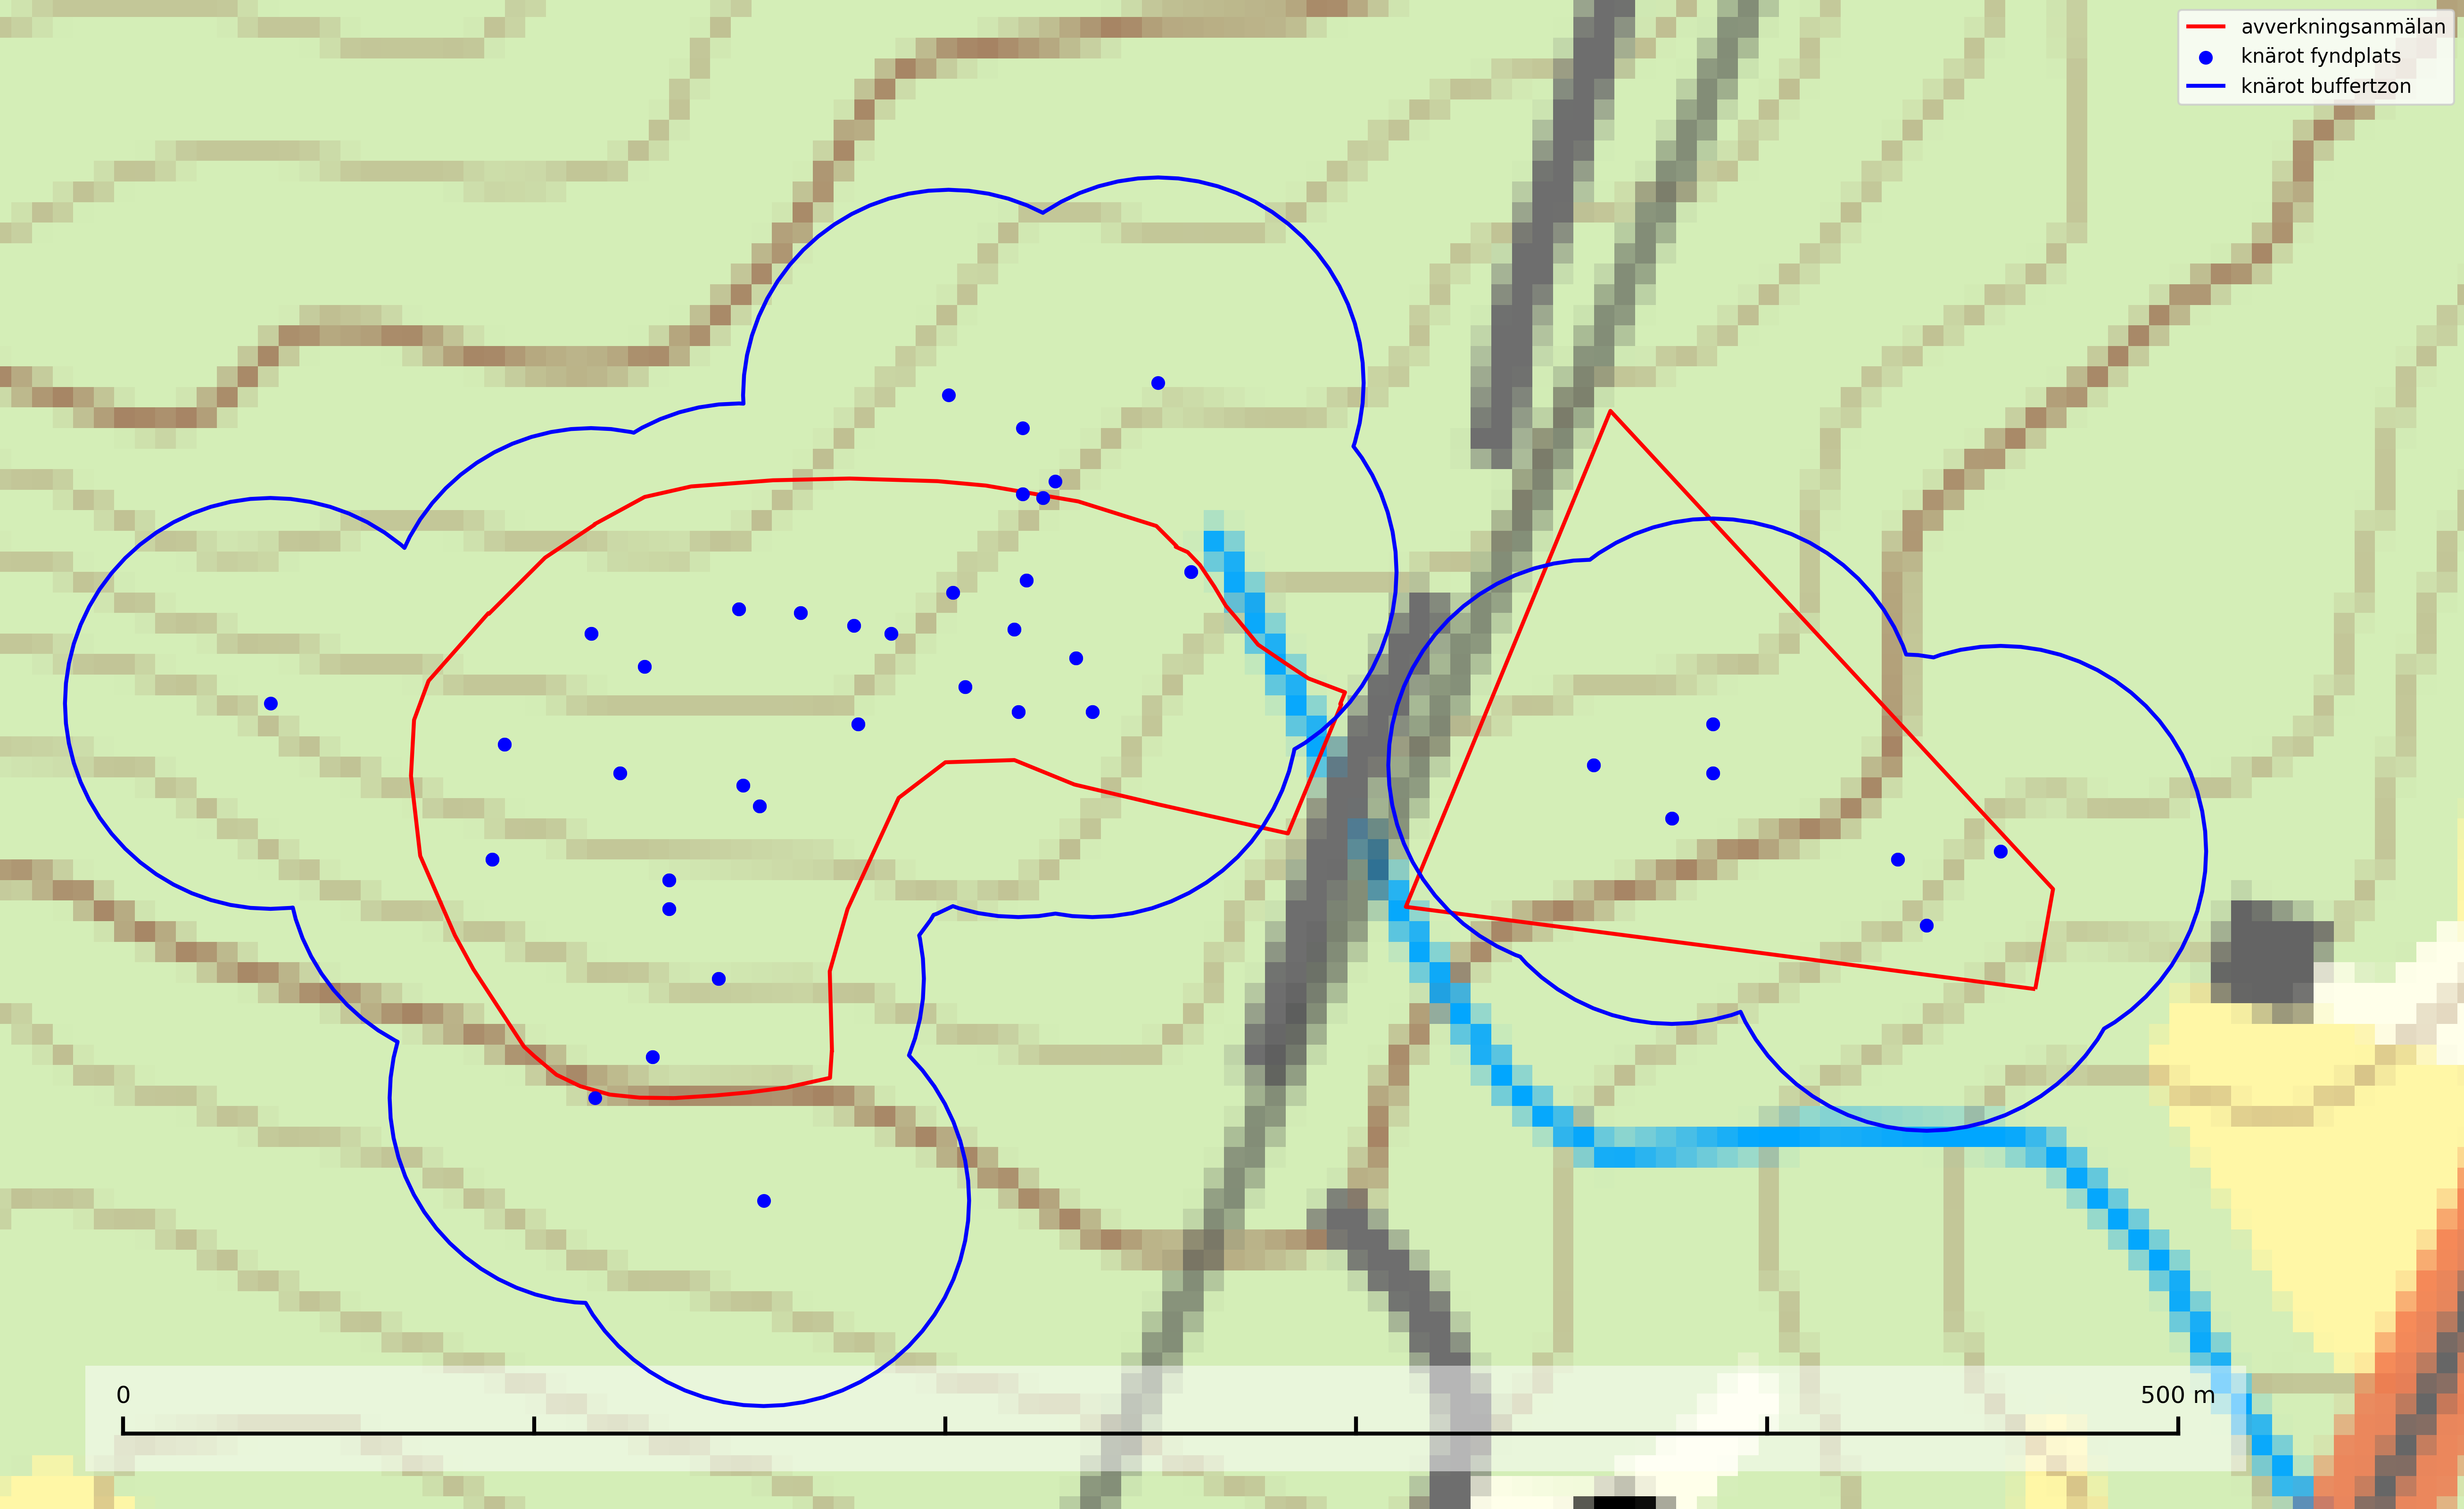 avverkningsanmälan
knärot fyndplats
knärot buffertzon
0
500 m